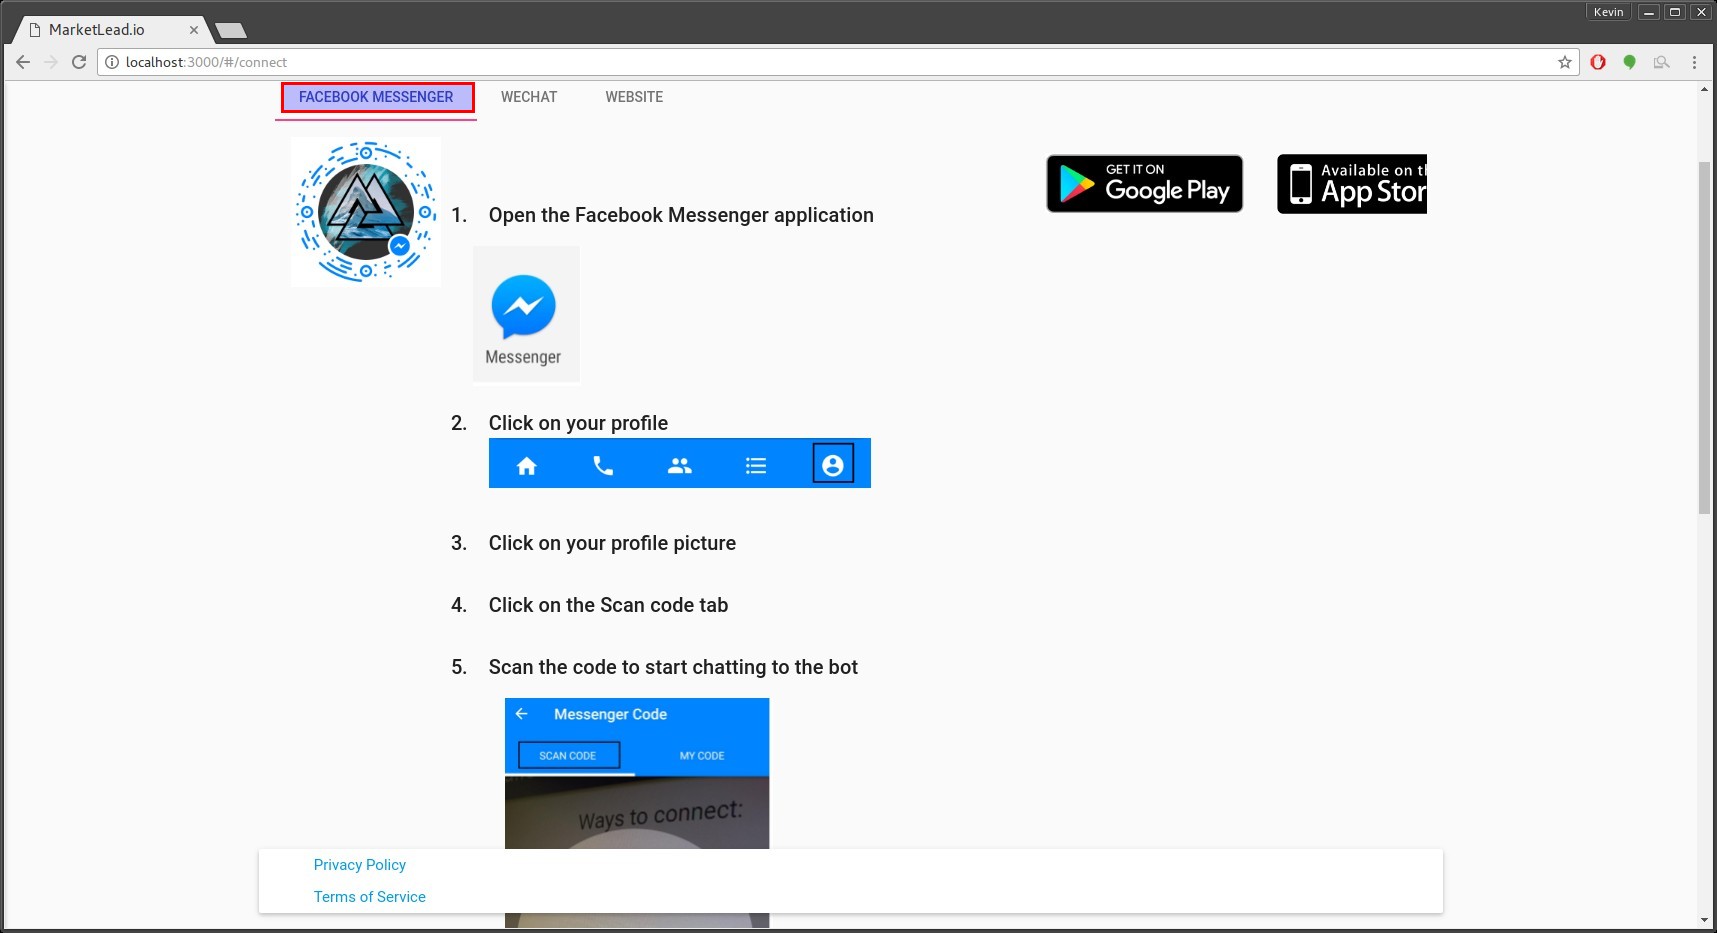 Kevin
MarketLead.io
localhost:3000/#/connect
FACEBOOK MESSENGER
WECHAT
WEBSITE
GET IT ON
Google Play
Available on th
App Stor
1. Open the Facebook Messenger application
Messenger
2. Click on your profile
3. Click on your profile picture
4. Click on the Scan code tab
5. Scan the code to start chatting to the bot
Messenger Code
SCAN CODE
MY CODE
Ways to connect:
Privacy Policy
Terms of Service